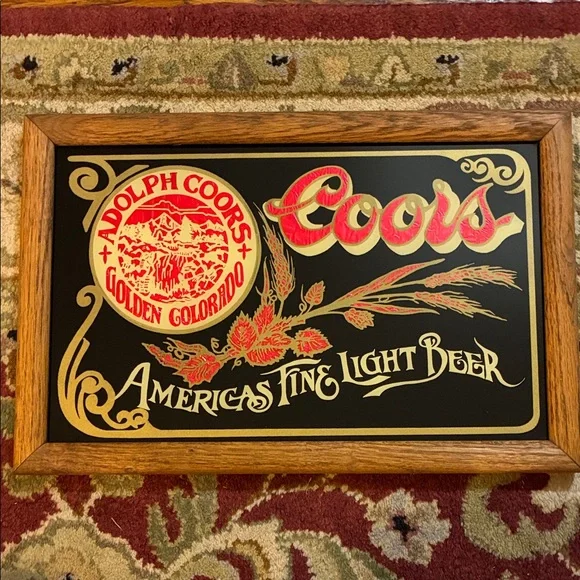 ADOLPH COORS
GOLDEN COLORADO
Coors
AMERICAS FINE LIGHT BEER